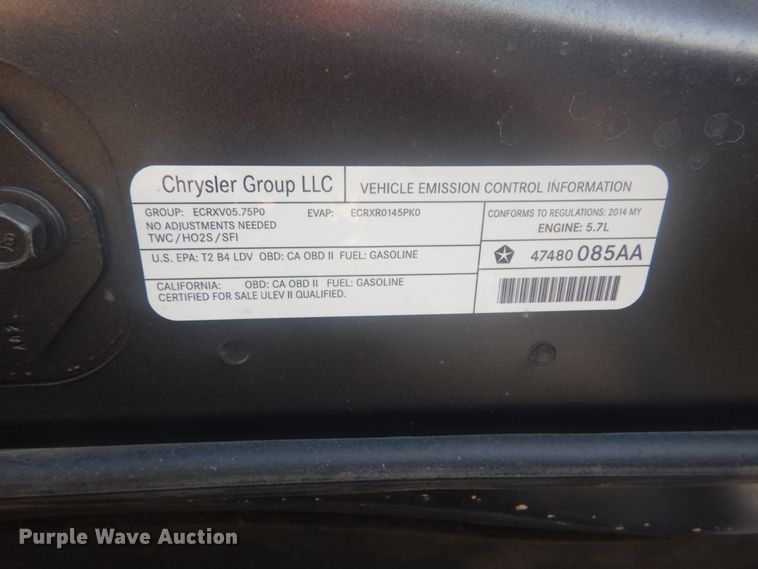 Chrysler Group LLC
VEHICLE EMISSION CONTROL INFORMATION
GROUP: ECRXV05.75P0 EVAP: ECRXR0145PK0
NO ADJUSTMENTS NEEDED
TWC/HO2S/SFI
CONFORMS TO REGULATIONS: 2014 MY
ENGINE: 5.7L
U.S. EPA: T2 B4 LDV OBD: CA OBD II FUEL: GASOLINE
47480 085AA
CALIFORNIA: OBD: CA OBD II FUEL: GASOLINE
CERTIFIED FOR SALE ULEV II QUALIFIED.
Purple Wave Auction